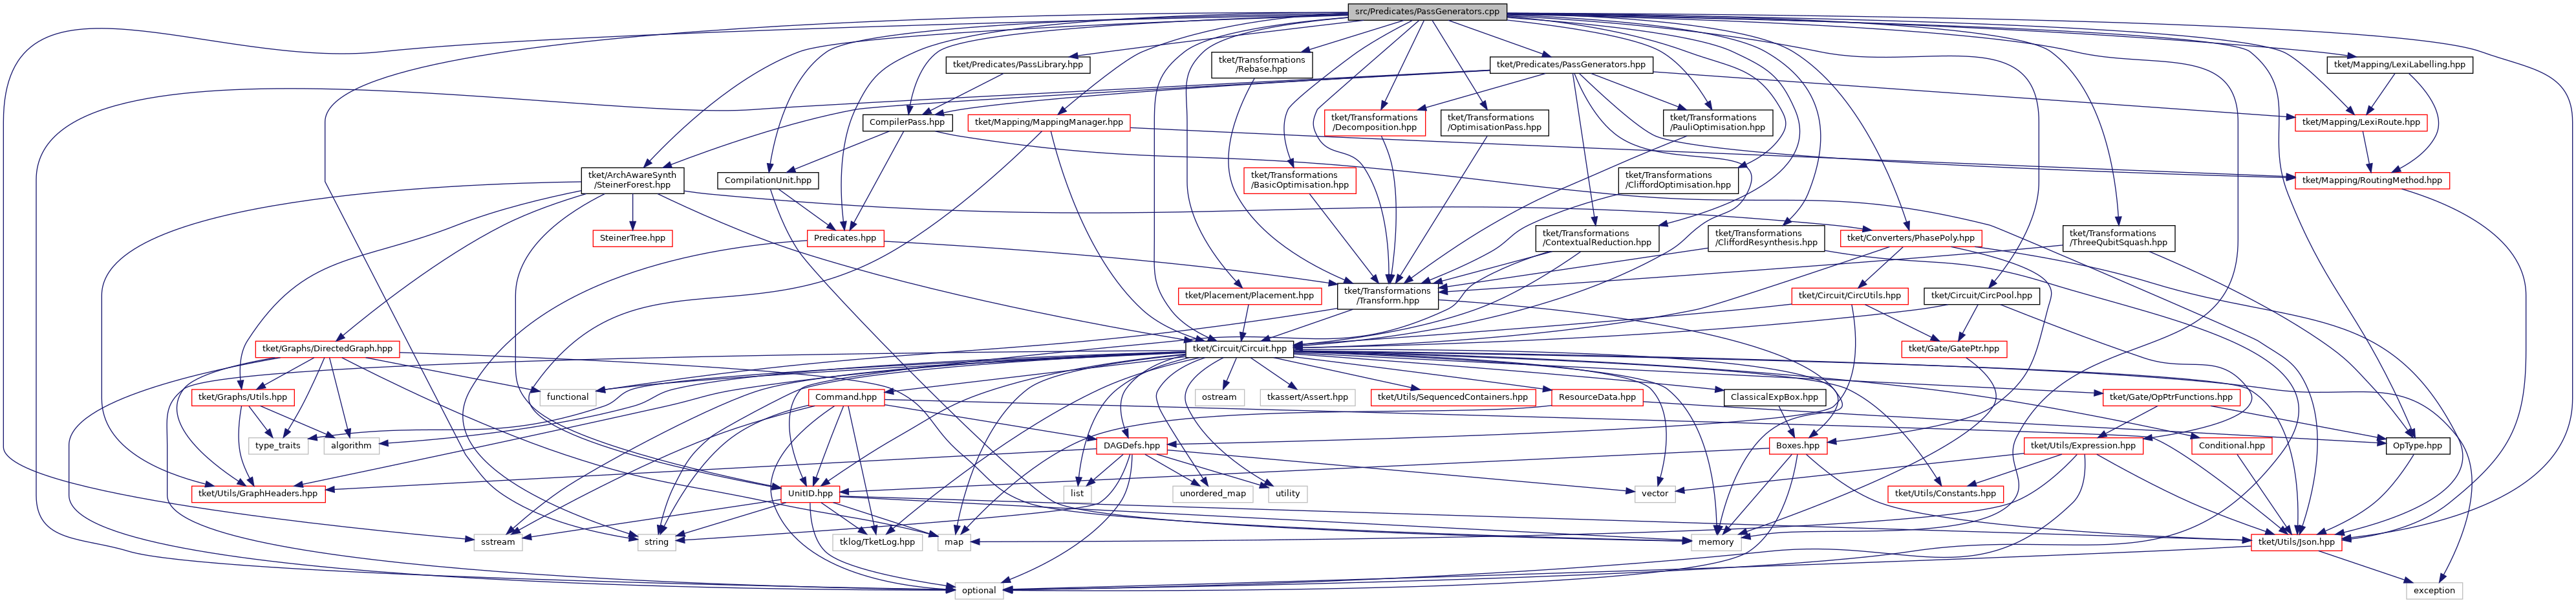 src/Predicates/PassGenerators.cpp
tket/Predicates/PassLibrary.hpp
tket/Transformations
/Rebase.hpp
tket/Predicates/PassGenerators.hpp
tket/Mapping/LexiLabelling.hpp
CompilerPass.hpp
tket/Mapping/MappingManager.hpp
tket/Transformations
/Decomposition.hpp
tket/Transformations
/OptimisationPass.hpp
tket/Transformations
/PauliOptimisation.hpp
tket/Mapping/LexiRoute.hpp
tket/ArchAwareSynth
/SteinerForest.hpp
CompilationUnit.hpp
tket/Transformations
/BasicOptimisation.hpp
tket/Transformations
/CliffordOptimisation.hpp
tket/Mapping/RoutingMethod.hpp
SteinerTree.hpp
Predicates.hpp
tket/Transformations
/ContextualReduction.hpp
tket/Transformations
/CliffordResynthesis.hpp
tket/Converters/PhasePoly.hpp
tket/Transformations
/ThreeQubitSquash.hpp
tket/Placement/Placement.hpp
tket/Transformations
/Transform.hpp
tket/Circuit/CircUtils.hpp
tket/Circuit/CircPool.hpp
tket/Graphs/DirectedGraph.hpp
tket/Circuit/Circuit.hpp
tket/Gate/GatePtr.hpp
tket/Graphs/Utils.hpp
functional
Command.hpp
ostream
tkassert/Assert.hpp
tket/Utils/SequencedContainers.hpp
ResourceData.hpp
ClassicalExpBox.hpp
tket/Gate/OpPtrFunctions.hpp
type_traits
algorithm
DAGDefs.hpp
Boxes.hpp
tket/Utils/Expression.hpp
Conditional.hpp
OpType.hpp
tket/Utils/GraphHeaders.hpp
UnitID.hpp
list
unordered_map
utility
vector
tket/Utils/Constants.hpp
sstream
string
tklog/TketLog.hpp
map
memory
tket/Utils/Json.hpp
optional
exception